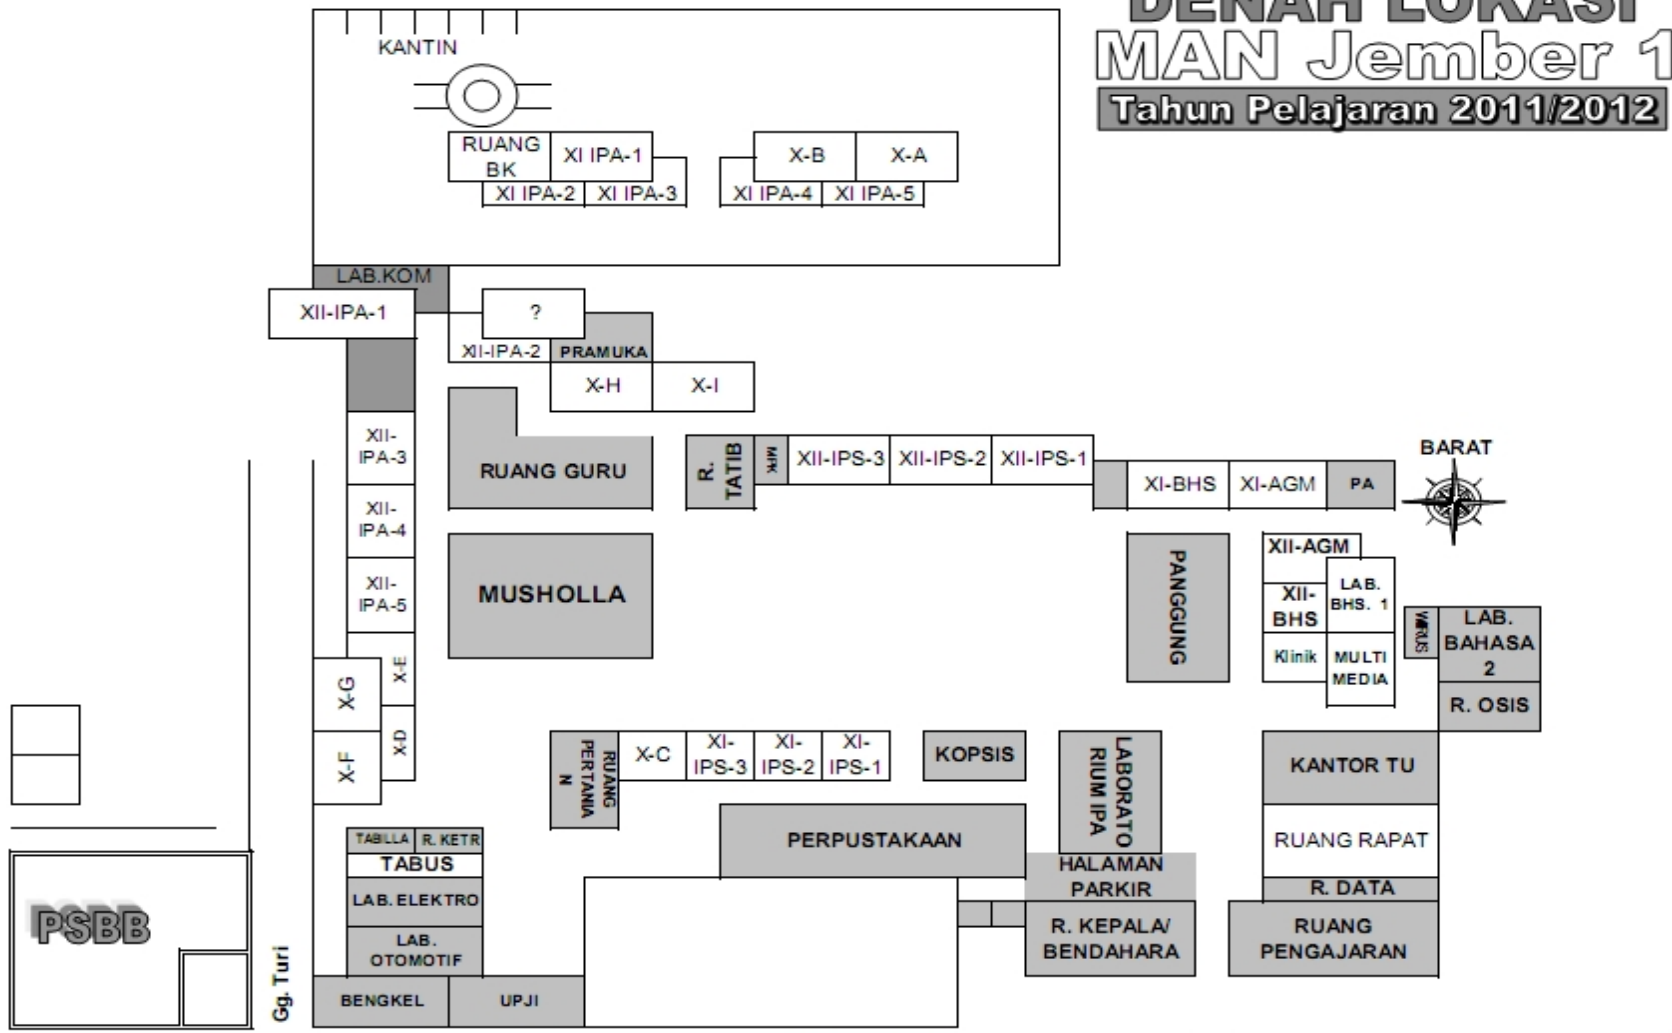 DENAH LOKASI
MAN Jember 1
Tahun Pelajaran 2011/2012
KANTIN
RUANG
BK
XI IPA-1
X-B
X-A
XI IPA-2
XI IPA-3
XI IPA-4
XI IPA-5
LAB.KOM
XII-IPA-1
?
XII-IPA-2
PRAMUKA
X-H
X-I
XII-
IPA-3
RUANG GURU
R.
TATIB
MPK
XII-IPS-3
XII-IPS-2
XII-IPS-1
XI-BHS
XI-AGM
PA
BARAT
XII-
IPA-4
XII-
IPA-5
MUSHOLLA
PANGGUNG
XII-AGM
XII-
BHS
LAB.
BHS. 1
Klinik
MULTI
MEDIA
LAB.
BAHASA
2
R. OSIS
X-G
X-E
X-F
X-D
RUANG
PERTANIA
N
X-C
XI-
IPS-3
XI-
IPS-2
XI-
IPS-1
KOPSIS
LABORATO
RIUM IPA
KANTOR TU
PERPUSTAKAAN
RUANG RAPAT
TABILLA
R. KETR
TABUS
HALAMAN
PARKIR
R. DATA
LAB. ELEKTRO
R. KEPALA/
BENDAHARA
RUANG
PENGAJARAN
LAB.
OTOMOTIF
PSBB
Gg. Turi
BENGKEL
UPJI